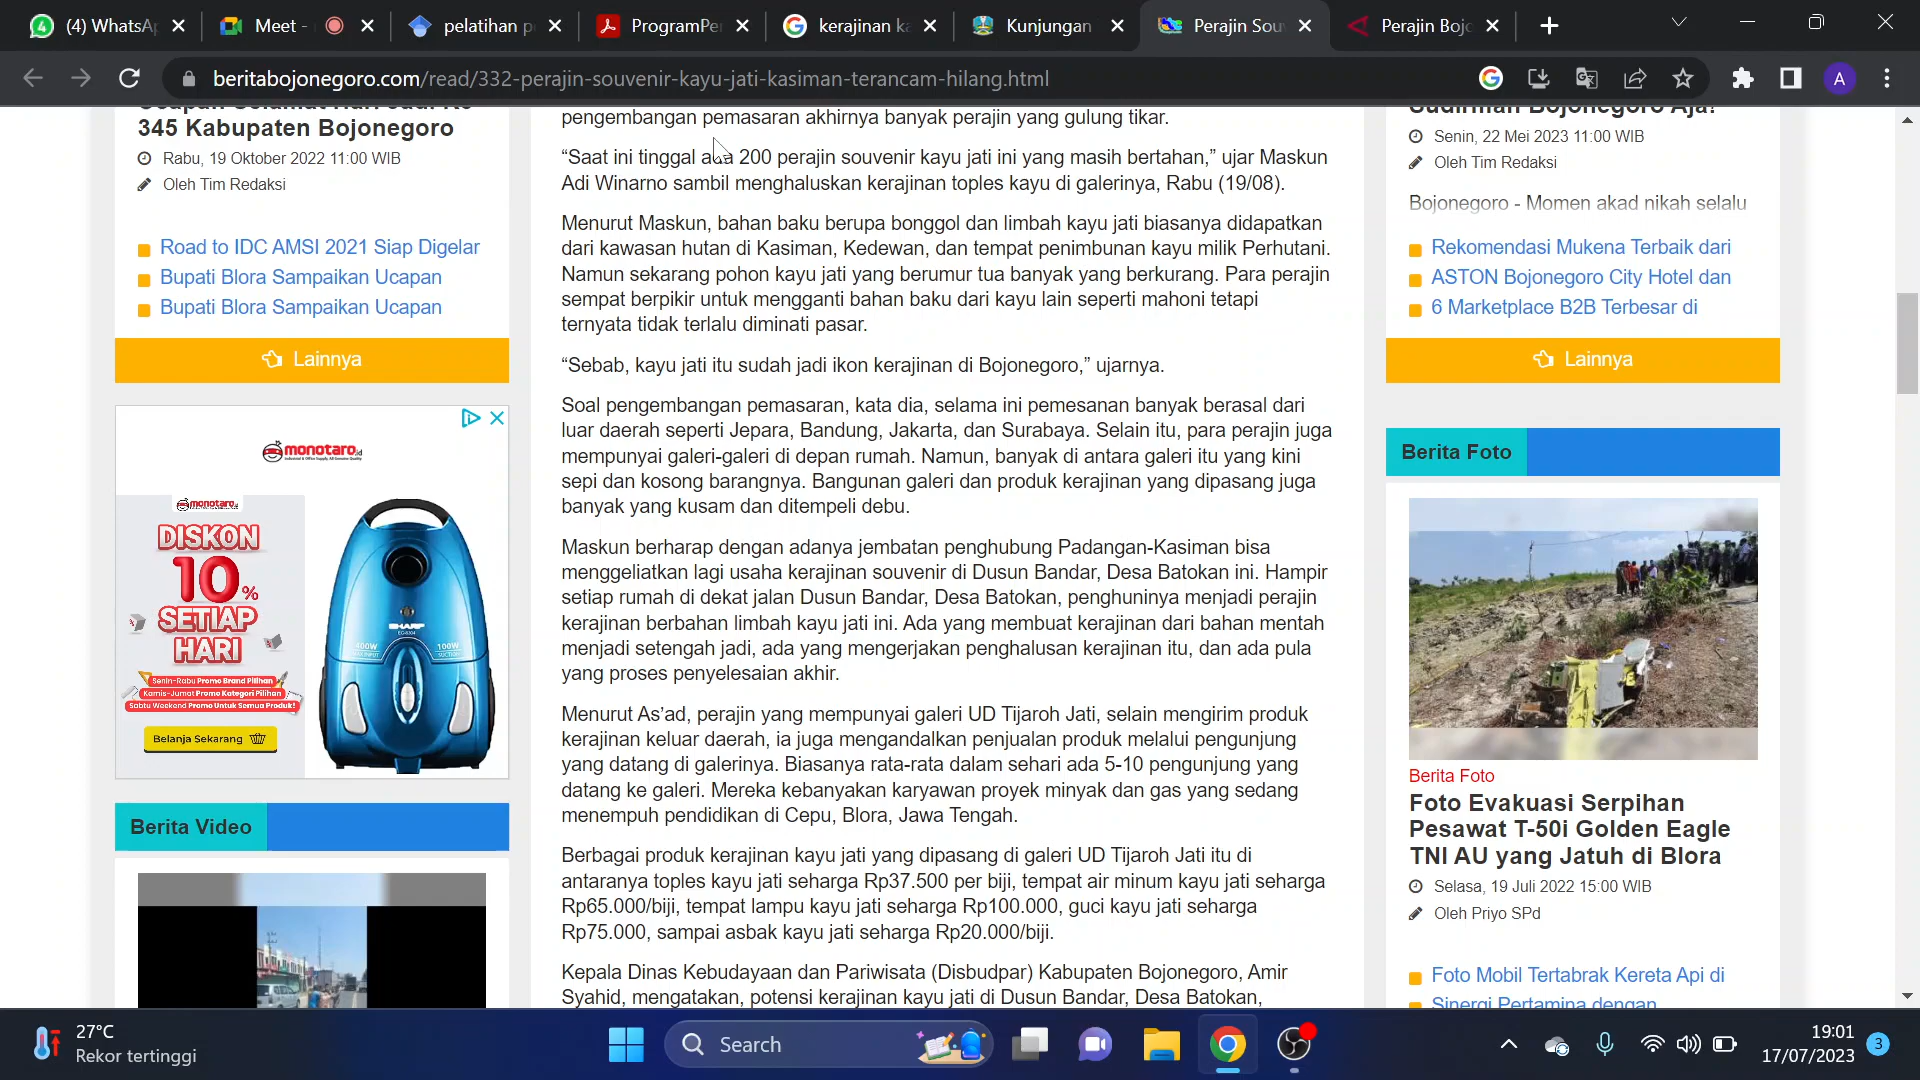 (4) WhatsA
Meet -
pelatihan p
ProgramPer
kerajinan ka
Kunjungan
Perajin Sou
Perajin Bojo
beritabojonegoro.com/read/332-perajin-souvenir-kayu-jati-kasiman-terancam-hilang.html
A
345 Kabupaten Bojonegoro
Rabu, 19 Oktober 2022 11:00 WIB
Oleh Tim Redaksi
Road to IDC AMSI 2021 Siap Digelar
Bupati Blora Sampaikan Ucapan
Bupati Blora Sampaikan Ucapan
Lainnya
monotaro.id
monotaro.id
DISKON
10%
SETIAP
HARI
Senin-Rabu Promo Brand Pilihan
Kamis-Jumat Promo Kategori Pilihan
Sabtu Weekend Promo Untuk Semua Produk!
Belanja Sekarang
SHARP
400W
100W
Berita Video
pengembangan pemasaran akhirnya banyak perajin yang gulung tikar.
“Saat ini tinggal ada 200 perajin souvenir kayu jati ini yang masih bertahan,” ujar Maskun
Adi Winarno sambil menghaluskan kerajinan toples kayu di galerinya, Rabu (19/08).
Menurut Maskun, bahan baku berupa bonggol dan limbah kayu jati biasanya didapatkan
dari kawasan hutan di Kasiman, Kedewan, dan tempat penimbunan kayu milik Perhutani.
Namun sekarang pohon kayu jati yang berumur tua banyak yang berkurang. Para perajin
sempat berpikir untuk mengganti bahan baku dari kayu lain seperti mahoni tetapi
ternyata tidak terlalu diminati pasar.
“Sebab, kayu jati itu sudah jadi ikon kerajinan di Bojonegoro,” ujarnya.
Soal pengembangan pemasaran, kata dia, selama ini pemesanan banyak berasal dari
luar daerah seperti Jepara, Bandung, Jakarta, dan Surabaya. Selain itu, para perajin juga
mempunyai galeri-galeri di depan rumah. Namun, banyak di antara galeri itu yang kini
sepi dan kosong barangnya. Bangunan galeri dan produk kerajinan yang dipasang juga
banyak yang kusam dan ditempeli debu.
Maskun berharap dengan adanya jembatan penghubung Padangan-Kasiman bisa
menggeliatkan lagi usaha kerajinan souvenir di Dusun Bandar, Desa Batokan ini. Hampir
setiap rumah di dekat jalan Dusun Bandar, Desa Batokan, penghuninya menjadi perajin
kerajinan berbahan limbah kayu jati ini. Ada yang membuat kerajinan dari bahan mentah
menjadi setengah jadi, ada yang mengerjakan penghalusan kerajinan itu, dan ada pula
yang proses penyelesaian akhir.
Menurut As’ad, perajin yang mempunyai galeri UD Tijaroh Jati, selain mengirim produk
kerajinan keluar daerah, ia juga mengandalkan penjualan produk melalui pengunjung
yang datang di galerinya. Biasanya rata-rata dalam sehari ada 5-10 pengunjung yang
datang ke galeri. Mereka kebanyakan karyawan proyek minyak dan gas yang sedang
menempuh pendidikan di Cepu, Blora, Jawa Tengah.
Berbagai produk kerajinan kayu jati yang dipasang di galeri UD Tijaroh Jati itu di
antaranya toples kayu jati seharga Rp37.500 per biji, tempat air minum kayu jati seharga
Rp65.000/biji, tempat lampu kayu jati seharga Rp100.000, guci kayu jati seharga
Rp75.000, sampai asbak kayu jati seharga Rp20.000/biji.
Kepala Dinas Kebudayaan dan Pariwisata (Disbudpar) Kabupaten Bojonegoro, Amir
Syahid, mengatakan, potensi kerajinan kayu jati di Dusun Bandar, Desa Batokan,
Sudirman Bojonegoro Aja!
Senin, 22 Mei 2023 11:00 WIB
Oleh Tim Redaksi
Bojonegoro - Momen akad nikah selalu
Rekomendasi Mukena Terbaik dari
ASTON Bojonegoro City Hotel dan
6 Marketplace B2B Terbesar di
Lainnya
Berita Foto
Berita Foto
Foto Evakuasi Serpihan
Pesawat T-50i Golden Eagle
TNI AU yang Jatuh di Blora
Selasa, 19 Juli 2022 15:00 WIB
Oleh Priyo SPd
Foto Mobil Tertabrak Kereta Api di
Sinergi Pertamina dengan
27°C
Rekor tertinggi
Search
19:01
17/07/2023
3